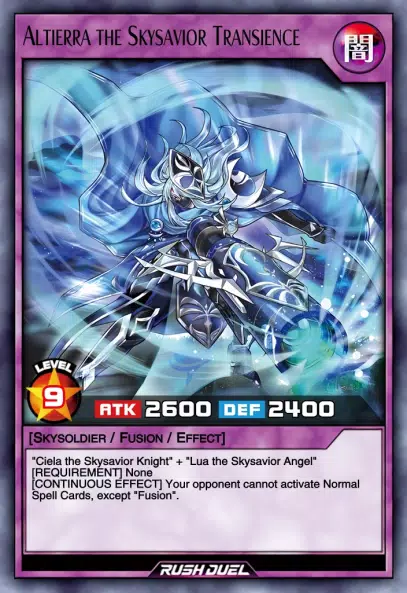 Altierra the Skysavior Transience
闇
LEVEL
9
ATK 2600 DEF 2400
[Skysoldier / Fusion / Effect]
"Ciela the Skysavior Knight" + "Lua the Skysavior Angel"
[REQUIREMENT] None
[CONTINUOUS EFFECT] Your opponent cannot activate Normal
Spell Cards, except "Fusion".
RUSH DUEL